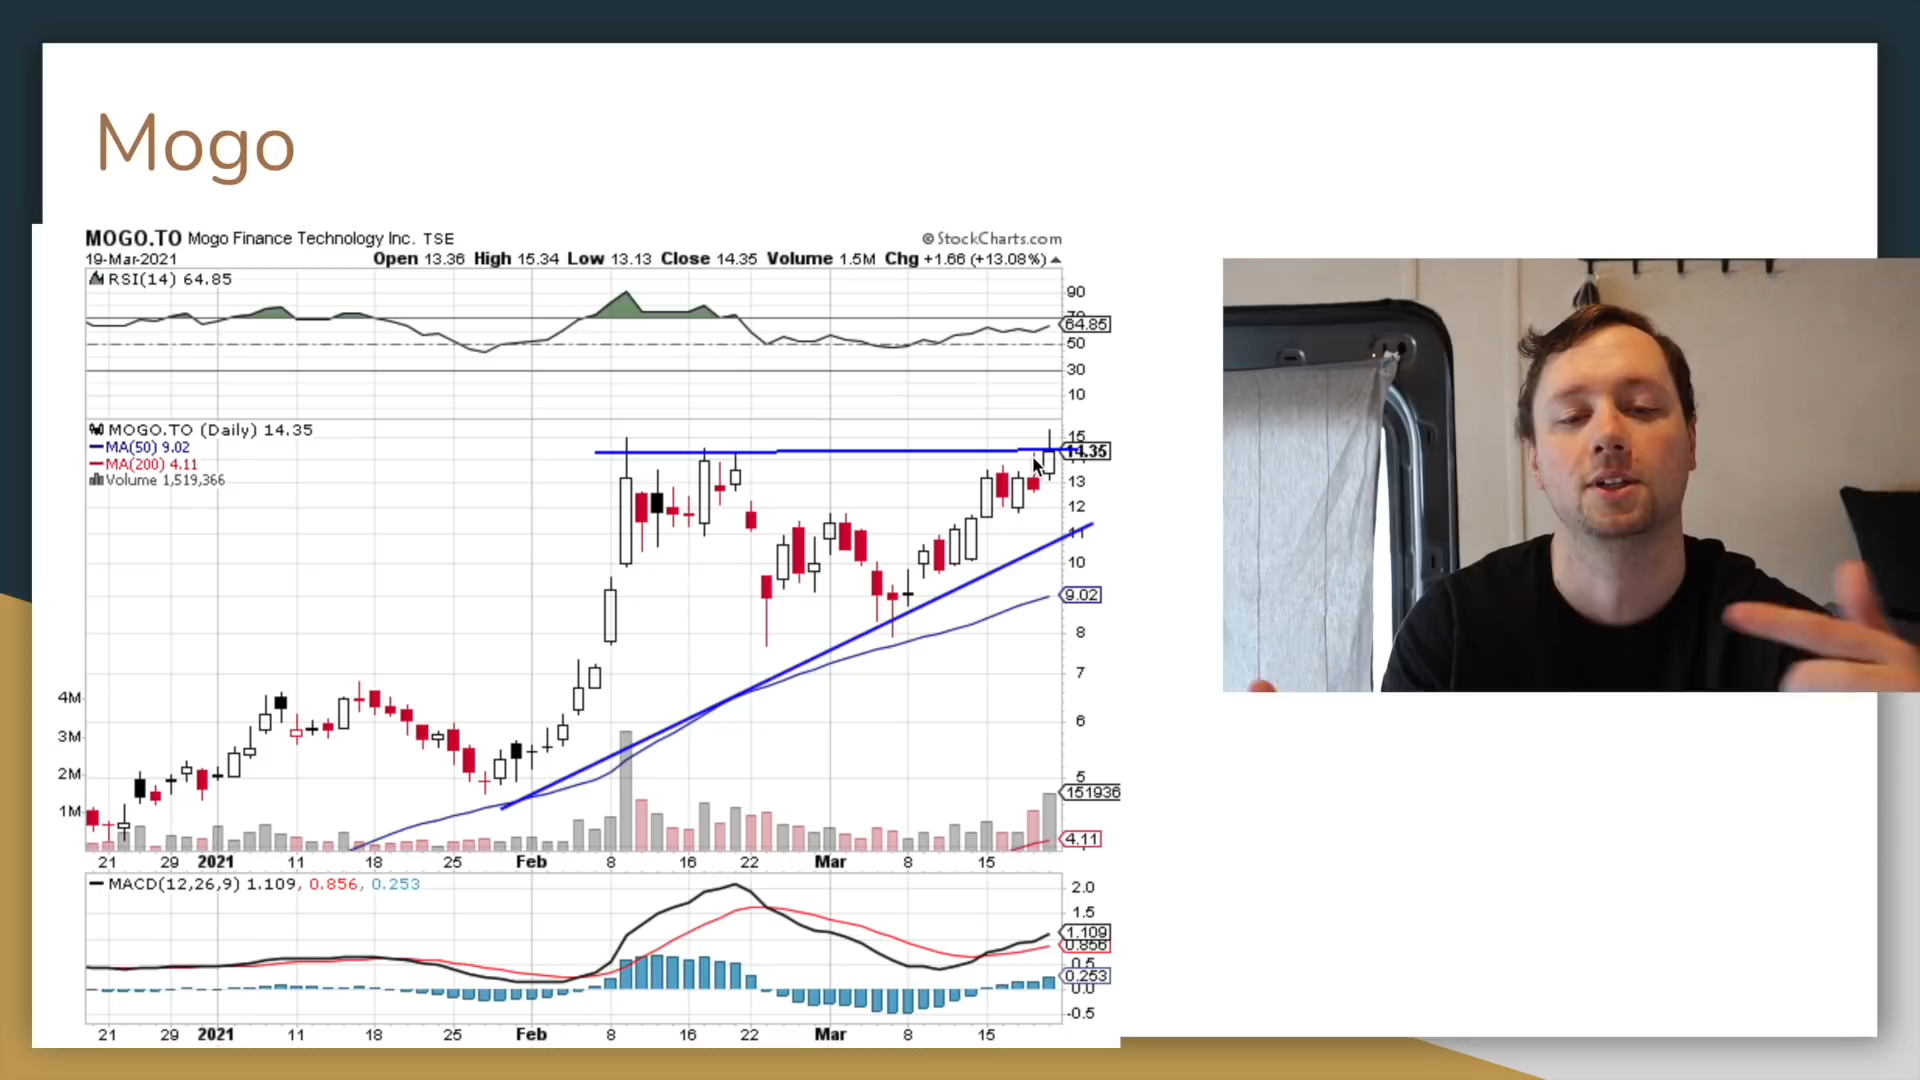 Mogo
MOGO.TO Mogo Finance Technology Inc. TSE © StockCharts.com
19-Mar-2021 Open 13.36 High 15.34 Low 13.13 Close 14.35 Volume 1.5M Chg +1.66 (+13.08%)
RSI(14) 64.85
90
70
64.85
50
30
10
MOGO.TO (Daily) 14.35
MA(50) 9.02
MA(200) 4.11
Volume 1,519,366
15
14.35
13
12
11
10
9.02
8
7
6
5
151936
4.11
4M
3M
2M
1M
21 29 2021 11 18 25 Feb 8 16 22 Mar 8 15
MACD(12,26,9) 1.109, 0.856, 0.253
2.0
1.5
1.109
0.856
0.5
0.253
0.0
-0.5
21 29 2021 11 18 25 Feb 8 16 22 Mar 8 15